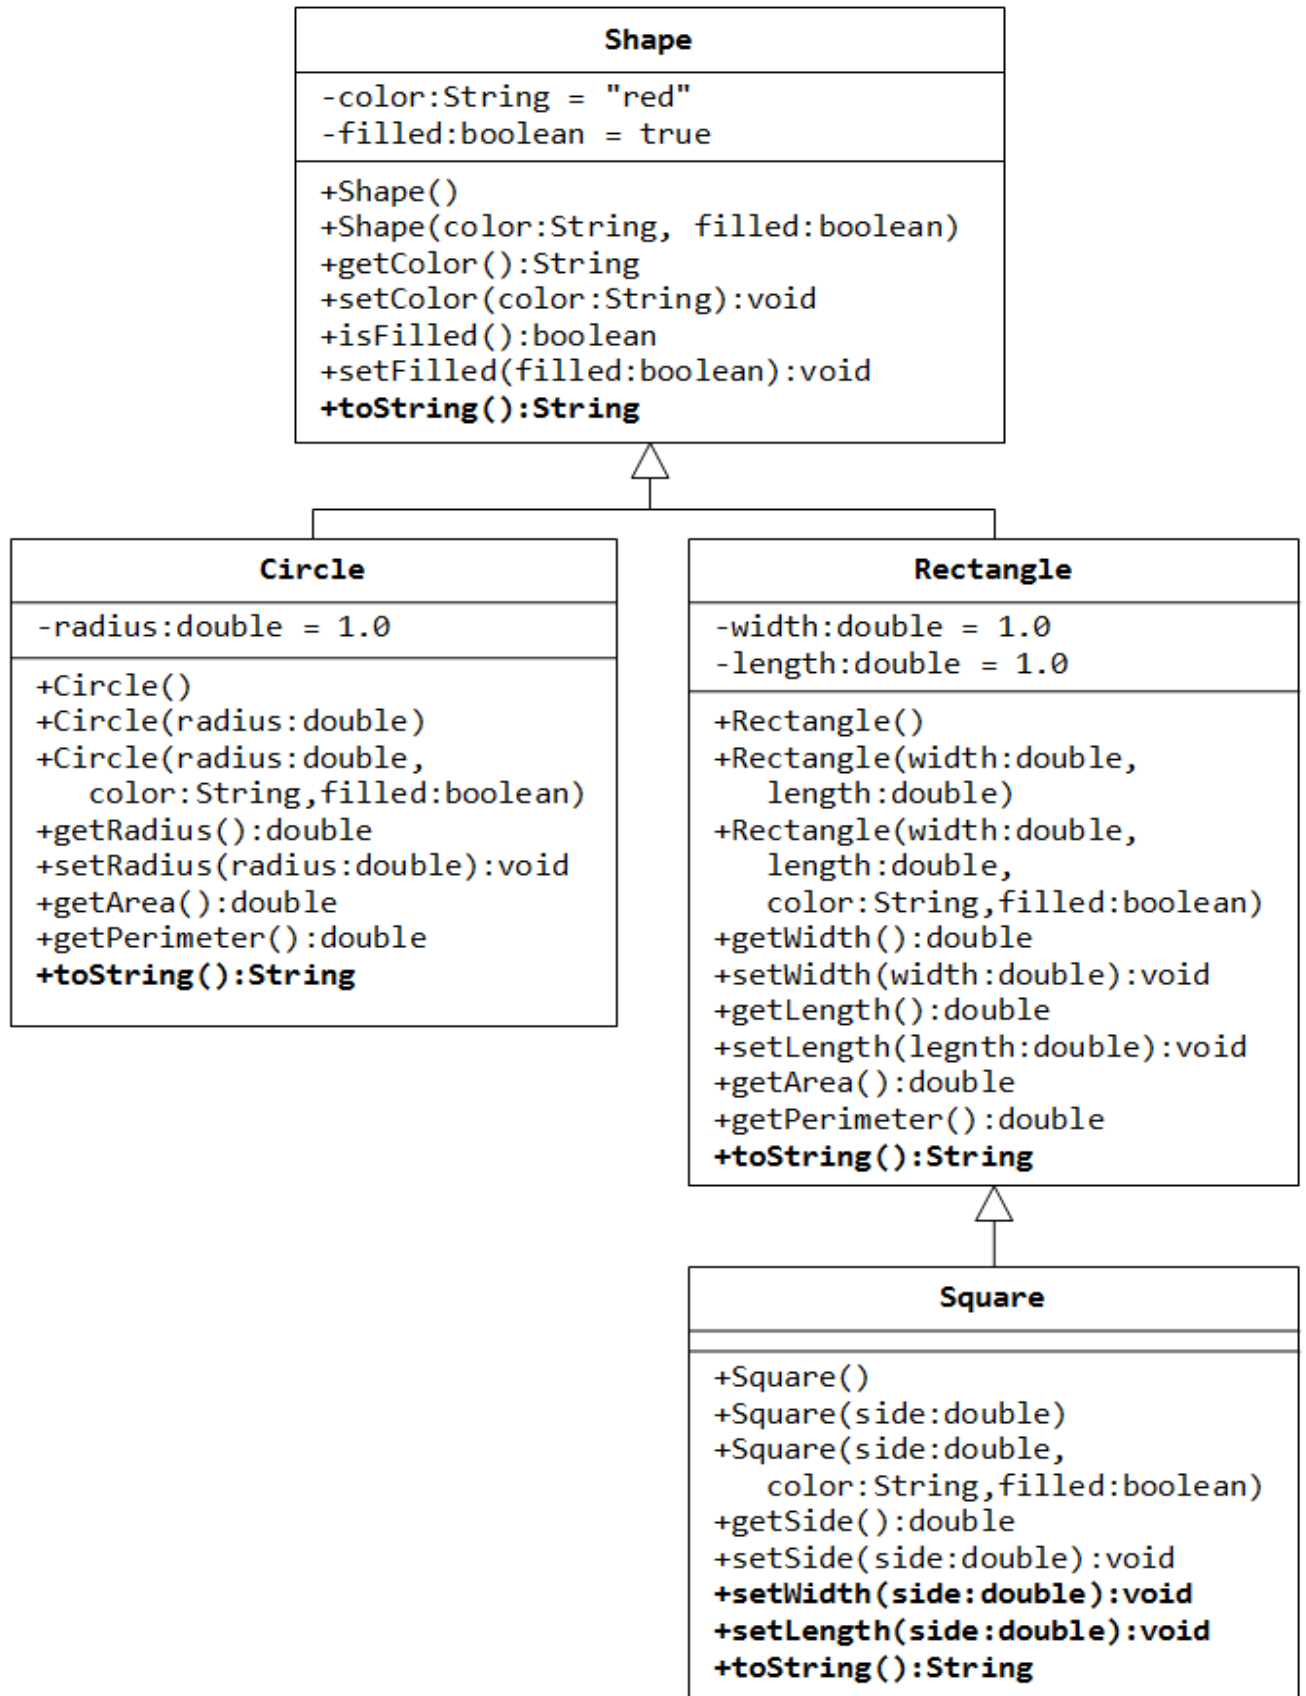 Shape
-color:String = "red"
-filled:boolean = true
+Shape()
+Shape(color:String, filled:boolean)
+getColor():String
+setColor(color:String):void
+isFilled():boolean
+setFilled(filled:boolean):void
+toString():String
Circle
-radius:double = 1.0
+Circle()
+Circle(radius:double)
+Circle(radius:double,
color:String,filled:boolean)
+getRadius():double
+setRadius(radius:double):void
+getArea():double
+getPerimeter():double
+toString():String
Rectangle
-width:double = 1.0
-length:double = 1.0
+Rectangle()
+Rectangle(width:double,
length:double)
+Rectangle(width:double,
length:double,
color:String,filled:boolean)
+getWidth():double
+setWidth(width:double):void
+getLength():double
+setLength(legnth:double):void
+getArea():double
+getPerimeter():double
+toString():String
Square
+Square()
+Square(side:double)
+Square(side:double,
color:String,filled:boolean)
+getSide():double
+setSide(side:double):void
+setWidth(side:double):void
+setLength(side:double):void
+toString():String